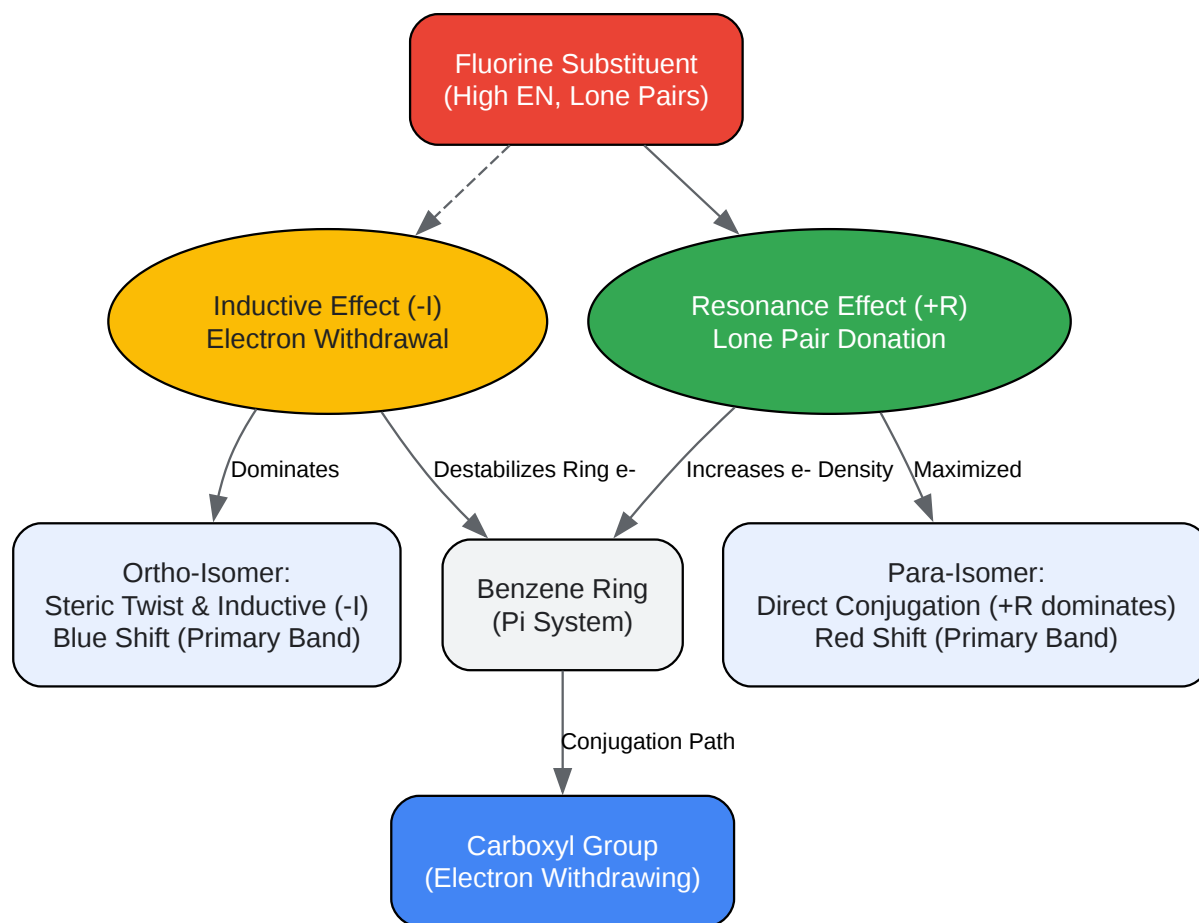 Fluorine Substituent
(High EN, Lone Pairs)
Inductive Effect (-I)
Electron Withdrawal
Resonance Effect (+R)
Lone Pair Donation
Dominates
Destabilizes Ring e-
Increases e- Density
Maximized
Ortho-Isomer:
Steric Twist & Inductive (-I)
Blue Shift (Primary Band)
Benzene Ring
(Pi System)
Para-Isomer:
Direct Conjugation (+R dominates)
Red Shift (Primary Band)
Conjugation Path
Carboxyl Group
(Electron Withdrawing)